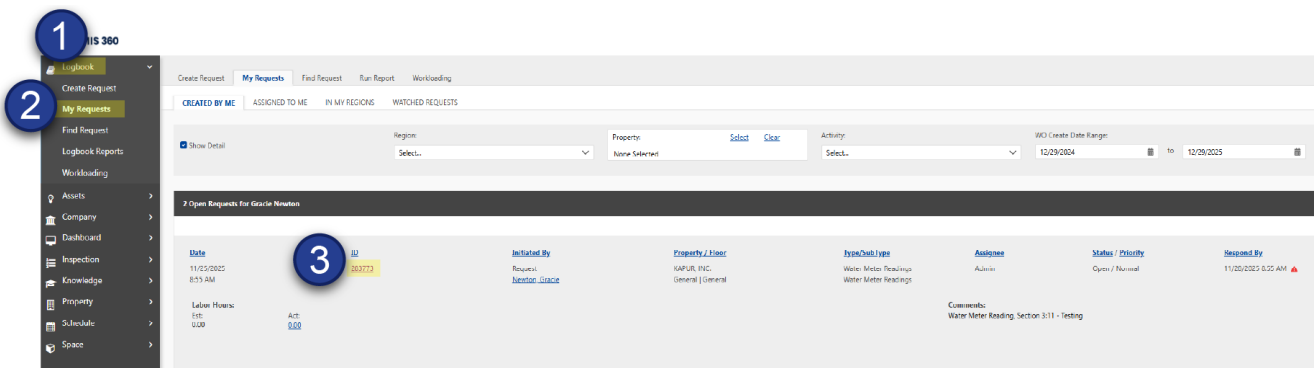 1
IIS 360
Logbook
Create Request My Requests Find Request Run Report Workloading
2
Create Request
My Requests
Find Request
Logbook Reports
Workloading
Assets
Company
Dashboard
Inspection
Knowledge
Property
Schedule
Space
CREATED BY ME ASSIGNED TO ME IN MY REGIONS WATCHED REQUESTS
Show Detail
Region:
Select...
Property: Select Clear
None Selected
Activity:
Select...
WO Create Date Range:
12/29/2024 to 12/29/2025
2 Open Requests for Gracie Newton
3
Date ID Initiated By Property / Floor Type/SubType Assignee Status / Priority Respond By
11/25/2025 203773 Request KAPUR, INC. Water Meter Readings Admin Open / Normal 11/28/2025 8:55 AM
8:55 AM Newton, Gracie General | General Water Meter Readings
Labor Hours: Comments:
Est: Act: Water Meter Reading, Section 3:11 - Testing
0.00 0.00